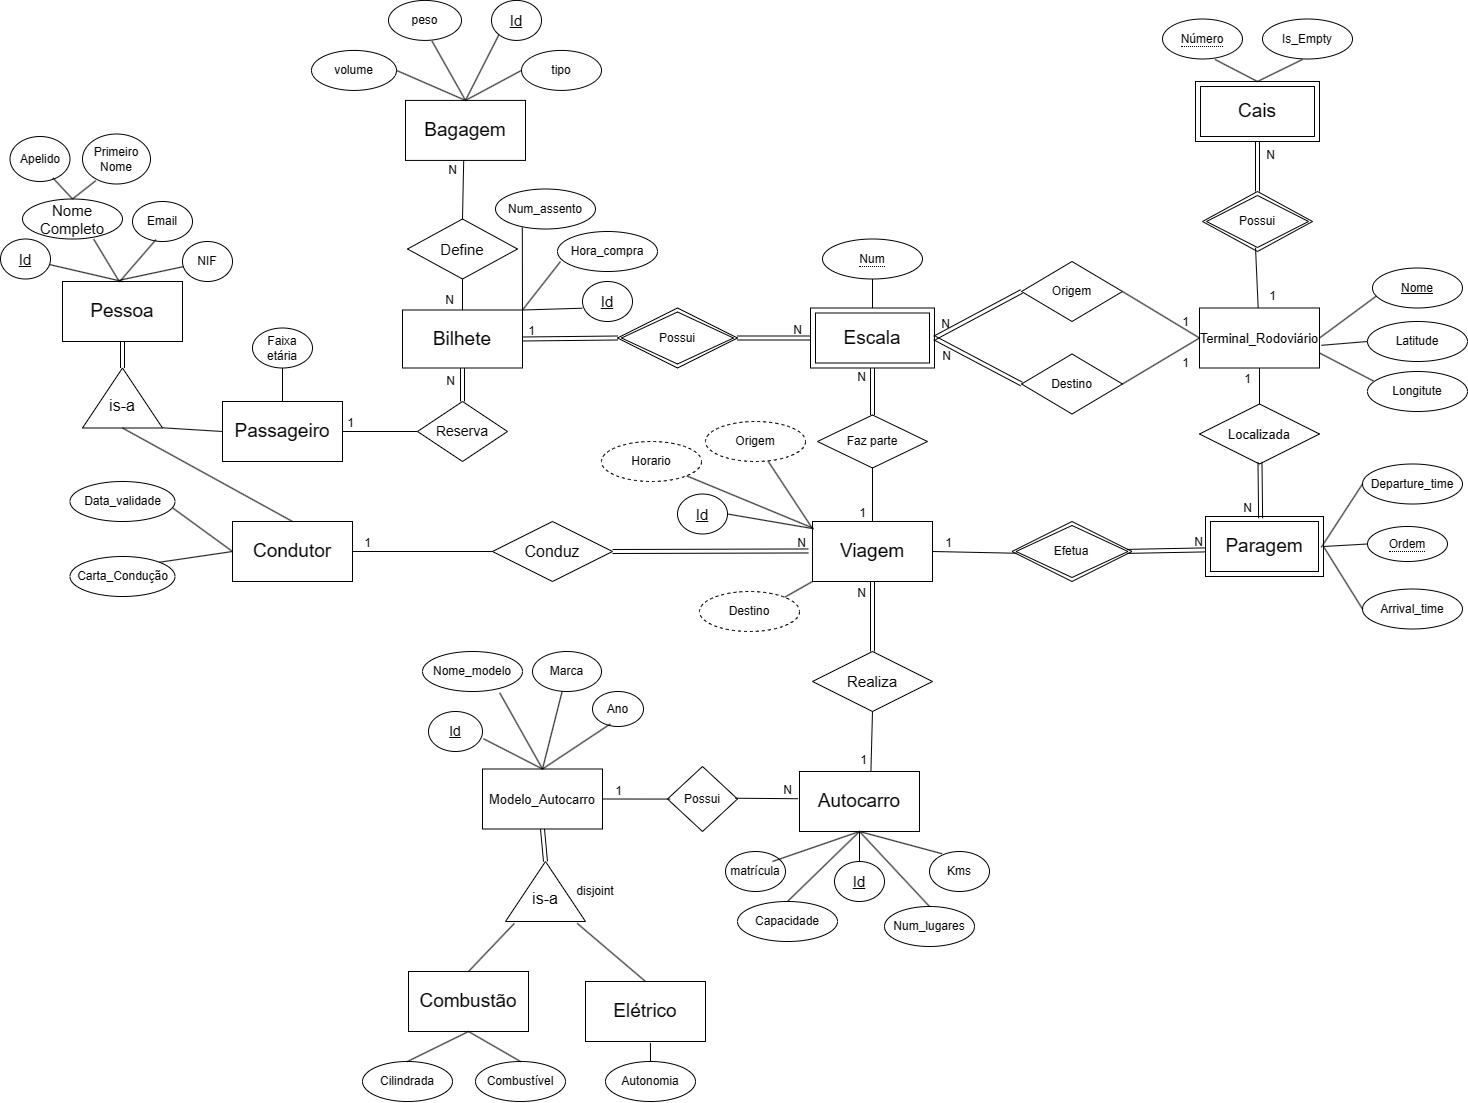 peso
Id
volume
tipo
Número
Is_Empty
Bagagem
Cais
Apelido
Primeiro
Nome
N
N
Nome
Completo
Email
Num_assento
Possui
Id
NIF
Define
Hora_compra
Num
Pessoa
N
Id
Origem
Nome
1
Bilhete
1
Possui
N
Escala
N
N
1
1
Terminal_Rodoviário
Latitude
Faixa
etária
Destino
Longitute
is-a
N
N
1
Passageiro
1
Reserva
Origem
Faz parte
Localizada
Horario
Departure_time
Data_validade
Id
1
N
Condutor
1
Conduz
N
Viagem
1
Efetua
N
Paragem
Ordem
Carta_Condução
Destino
N
Arrival_time
Nome_modelo
Marca
Realiza
Id
Ano
1
Modelo_Autocarro
1
Possui
N
Autocarro
is-a
disjoint
matrícula
Id
Kms
Capacidade
Num_lugares
Combustão
Elétrico
Cilindrada
Combustível
Autonomia